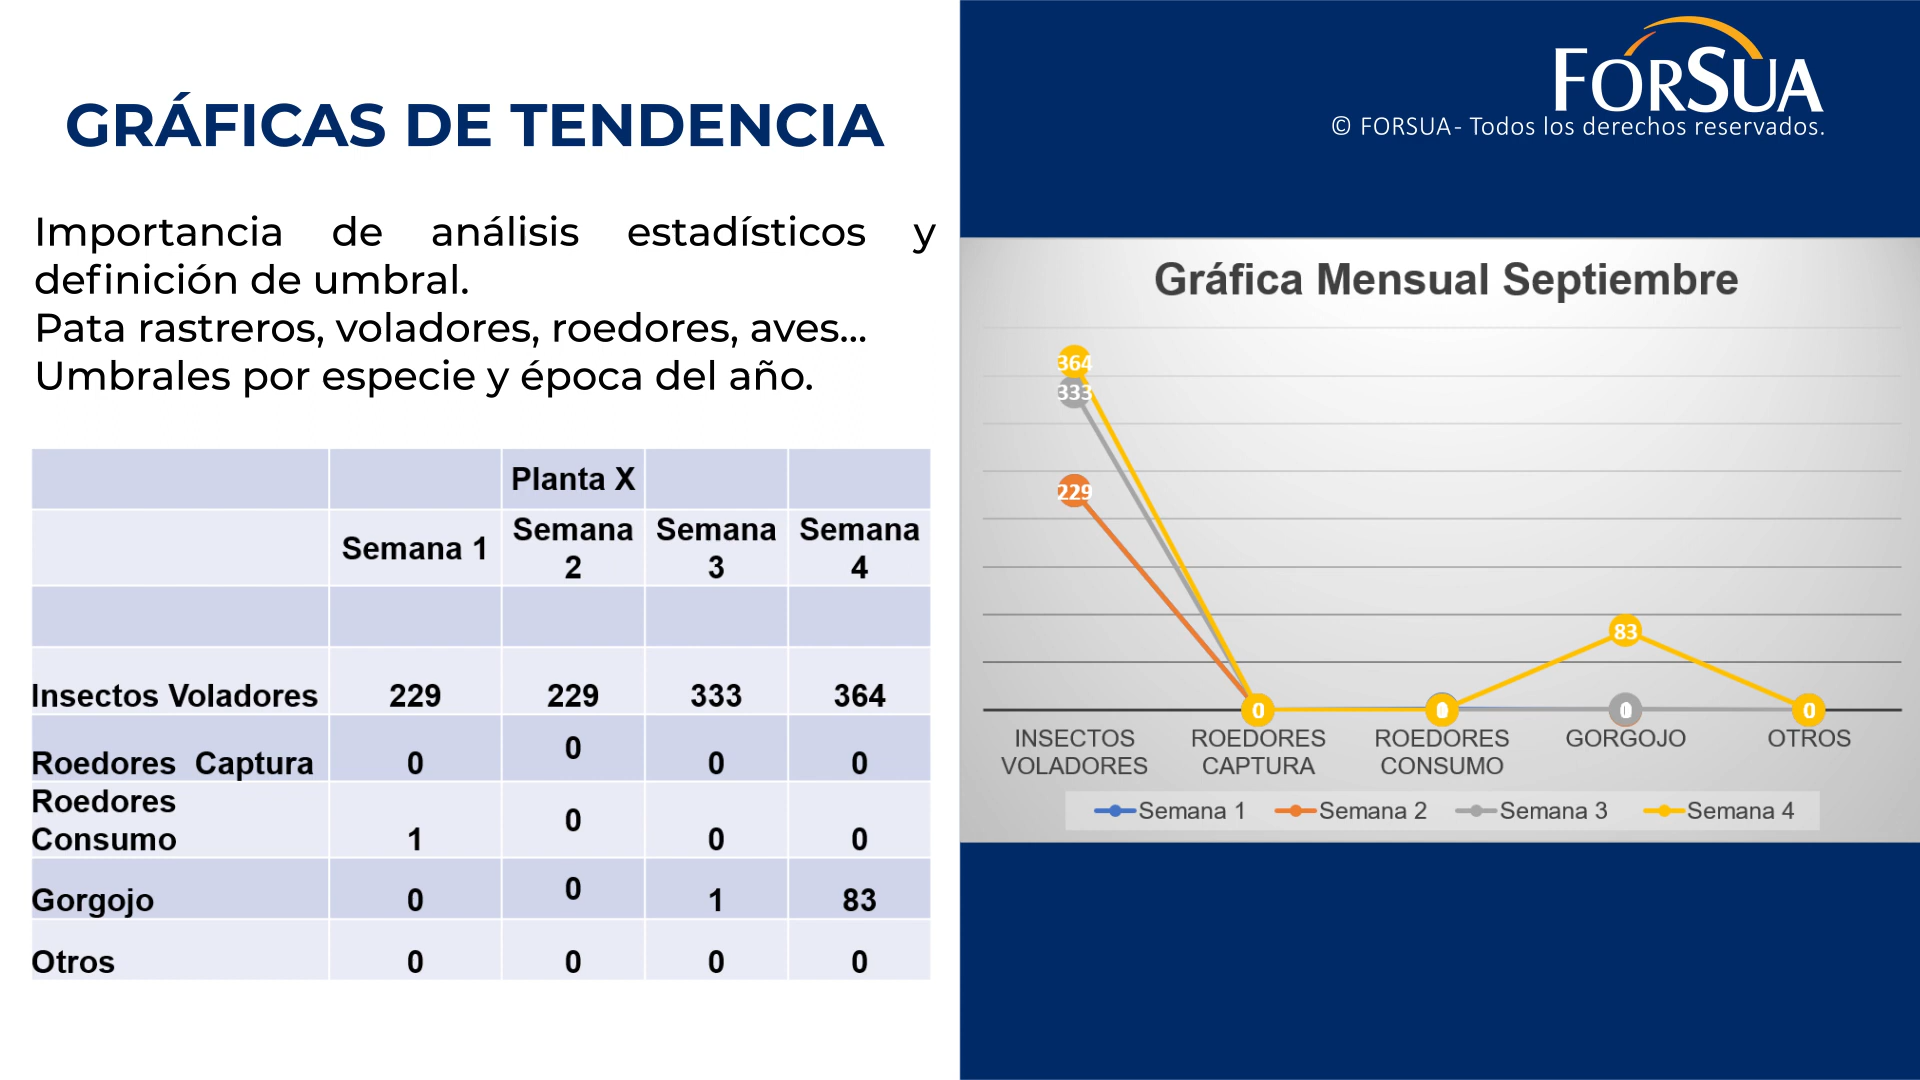 GRÁFICAS DE TENDENCIA
Importancia de análisis estadísticos y
definición de umbral.
Pata rastreros, voladores, roedores, aves...
Umbrales por especie y época del año.
Planta X
Semana 1 Semana 2 Semana 3 Semana 4
Insectos Voladores 229 229 333 364
Roedores Captura 0 0 0 0
Roedores Consumo 1 0 0 0
Gorgojo 0 0 1 83
Otros 0 0 0 0
FORSUA
© FORSUA- Todos los derechos reservados.
Gráfica Mensual Septiembre
364
333
229
83
0 0 0 0
INSECTOS VOLADORES ROEDORES CAPTURA ROEDORES CONSUMO GORGOJO OTROS
Semana 1 Semana 2 Semana 3 Semana 4